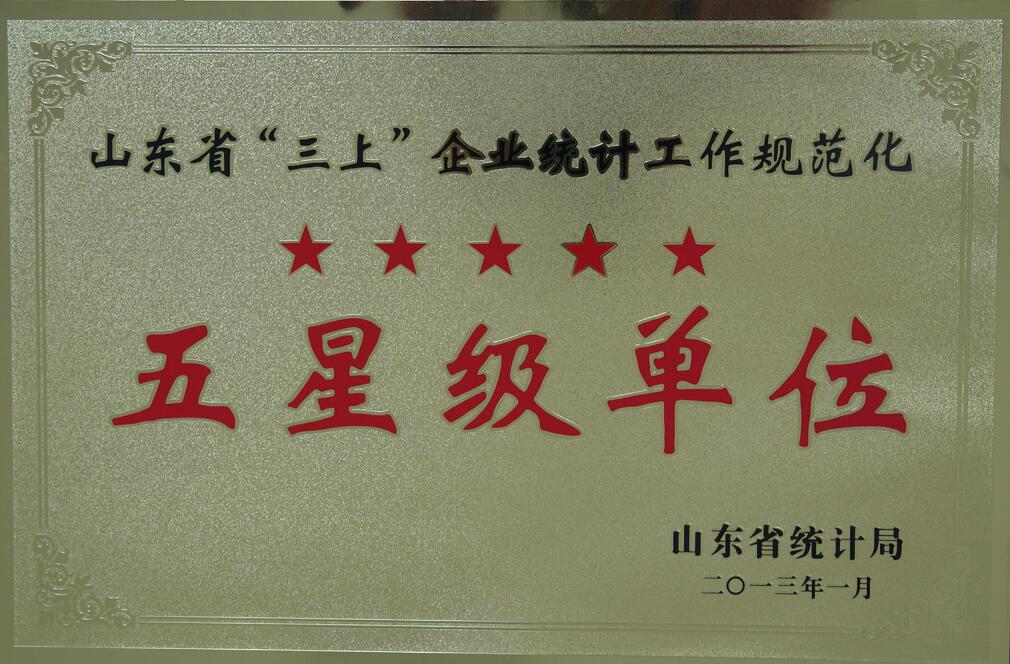 山东省“三上”企业统计工作规范化
五星级单位
山东省统计局
二〇一三年一月